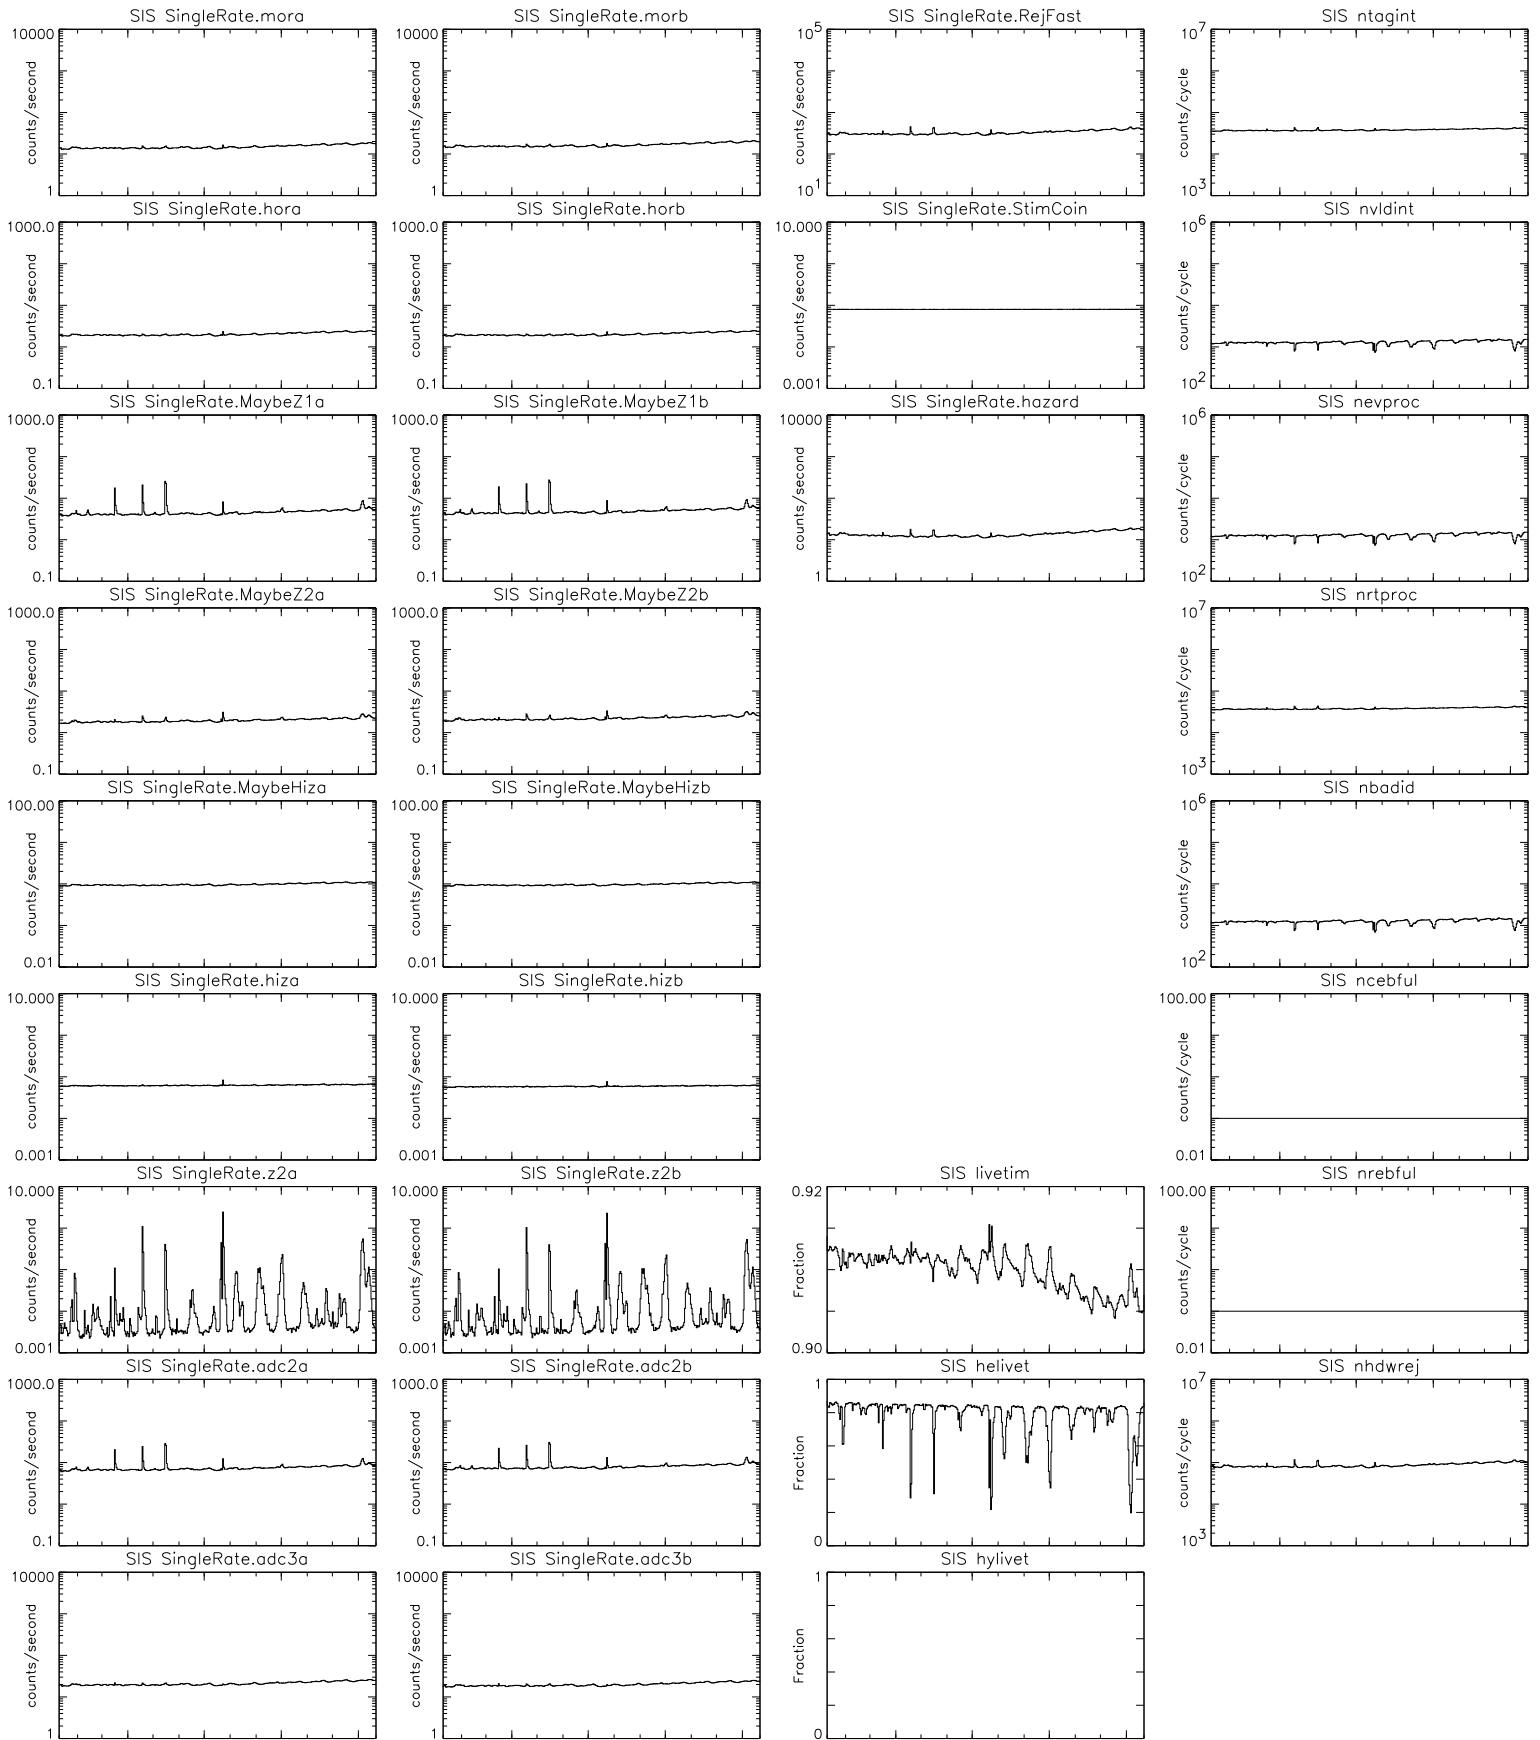 SIS SingleRate.mora
SIS SingleRate.morb
SIS SingleRate.RejFast
SIS ntagint
10000
counts/second
1
10000
counts/second
1
10^5
counts/second
10^1
10^7
counts/cycle
10^3
SIS SingleRate.hora
SIS SingleRate.horb
SIS SingleRate.StimCoin
SIS nvldint
1000.0
counts/second
0.1
1000.0
counts/second
0.1
10.000
counts/second
0.001
10^6
counts/cycle
10^2
SIS SingleRate.MaybeZ1a
SIS SingleRate.MaybeZ1b
SIS SingleRate.hazard
SIS nevproc
1000.0
counts/second
0.1
1000.0
counts/second
0.1
10000
counts/second
1
10^6
counts/cycle
10^2
SIS SingleRate.MaybeZ2a
SIS SingleRate.MaybeZ2b
SIS nrtproc
1000.0
counts/second
0.1
1000.0
counts/second
0.1
10^7
counts/cycle
10^3
SIS SingleRate.MaybeHiza
SIS SingleRate.MaybeHizb
SIS nbadid
100.00
counts/second
0.01
100.00
counts/second
0.01
10^6
counts/cycle
10^2
SIS SingleRate.hiza
SIS SingleRate.hizb
SIS ncebful
10.000
counts/second
0.001
10.000
counts/second
0.001
100.00
counts/cycle
0.01
SIS SingleRate.z2a
SIS SingleRate.z2b
SIS livetim
SIS nrebful
10.000
counts/second
0.001
10.000
counts/second
0.001
0.92
Fraction
0.90
100.00
counts/cycle
0.01
SIS SingleRate.adc2a
SIS SingleRate.adc2b
SIS helivet
SIS nhdwrej
1000.0
counts/second
0.1
1000.0
counts/second
0.1
1
Fraction
0
10^7
counts/cycle
10^3
SIS SingleRate.adc3a
SIS SingleRate.adc3b
SIS hylivet
10000
counts/second
1
10000
counts/second
1
1
Fraction
0